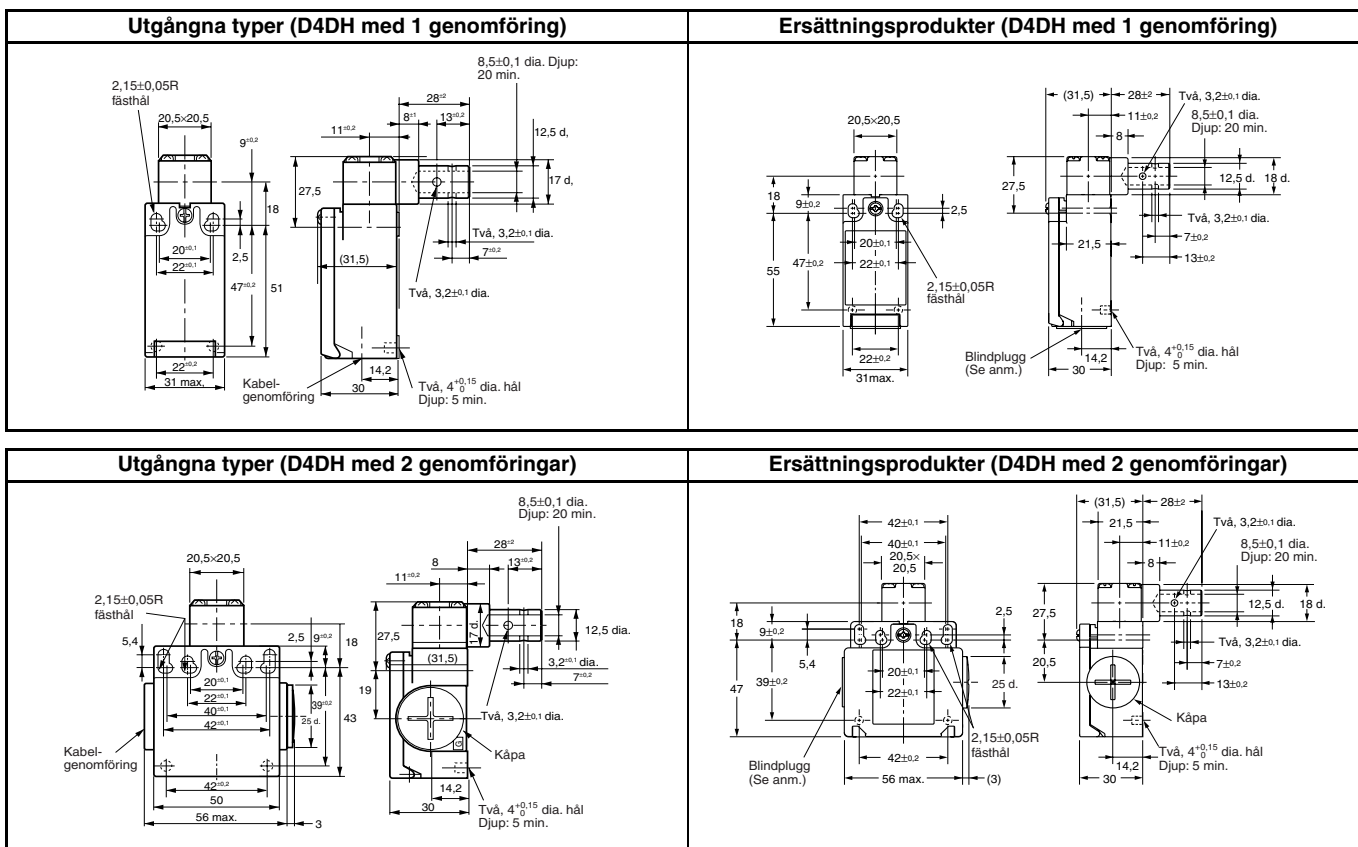 Utgångna typer (D4DH med 1 genomföring)
Ersättningsprodukter (D4DH med 1 genomföring)
8,5±0,1 dia. Djup:
20 min.
2,15±0,05R
fästhål
28±2
20,5×20,5
8±1
13±0,2
11±0,2
12,5 d,
9±0,2
27,5
17 d,
18
Två, 3,2±0,1 dia.
20±0,1
2,5
7±0,2
22±0,1
(31,5)
47±0,2
51
Två, 3,2±0,1 dia.
22±0,2
31 max.
Kabel-
genomföring
14,2
30
Två, 4+0,15 0 dia. hål
Djup: 5 min.
(31,5)
28±2
Två, 3,2±0,1 dia.
11±0,2
8,5±0,1 dia.
Djup: 20 min.
20,5×20,5
8
27,5
12,5 d.
18 d.
18
9±0,2
2,5
Två, 3,2±0,1 dia.
20±0,1
21,5
7±0,2
47±0,2
22±0,1
13±0,2
55
2,15±0,05R
fästhål
Blindplugg
(Se anm.)
14,2
Två, 4+0,15 0 dia. hål
Djup: 5 min.
22±0,2
30
31max.
Utgångna typer (D4DH med 2 genomföringar)
Ersättningsprodukter (D4DH med 2 genomföringar)
8,5±0,1 dia.
Djup: 20 min.
28±2
20,5×20,5
8
13±0,2
11±0,2
2,15±0,05R
fästhål
17 d.
12,5 dia.
5,4
2,5
9±0,2
18
27,5
(31,5)
3,2±0,1 dia.
7±0,2
20±0,1
22±0,1
19
40±0,1
39±0,2
42±0,1
25 d.
43
Två, 3,2±0,1 dia.
Kabel-
genomföring
Kåpa
G
42±0,2
14,2
50
30
Två, 4+0,15 0 dia. hål
Djup: 5 min.
56 max.
3
(31,5)
28±2
42±0,1
21,5
Två, 3,2±0,1 dia.
40±0,1
11±0,2
8,5±0,1 dia.
Djup: 20 min.
20,5×
20,5
8
2,5
27,5
12,5 d.
18 d.
18
9±0,2
5,4
Två, 3,2±0,1 dia.
20,5
7±0,2
20±0,1
22±0,1
25 d.
13±0,2
47
39±0,2
Kåpa
2,15±0,05R
fästhål
Blindplugg
(Se anm.)
42±0,2
14,2
Två, 4+0,15 0 dia. hål
Djup: 5 min.
56 max.
(3)
30